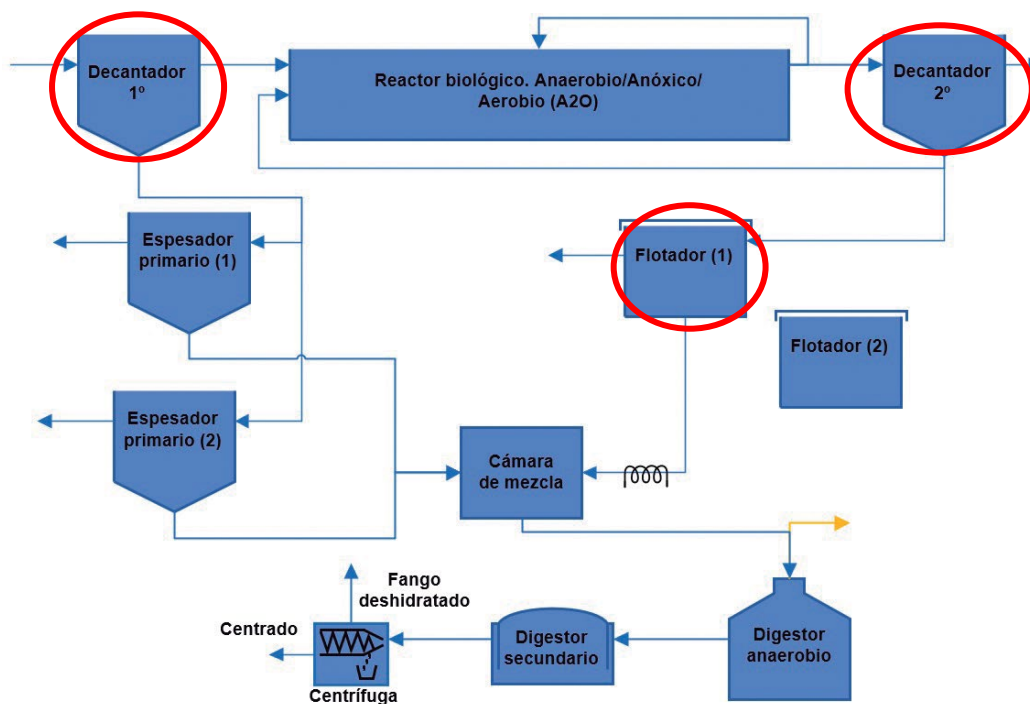 Decantador
1º
Reactor biológico. Anaerobio/Anóxico/
Aerobio (A2O)
Decantador
2º
Espesador
primario (1)
Flotador (1)
Flotador (2)
Espesador
primario (2)
Cámara
de mezcla
Fango
deshidratado
Centrado
Centrífuga
Digestor
secundario
Digestor
anaerobio